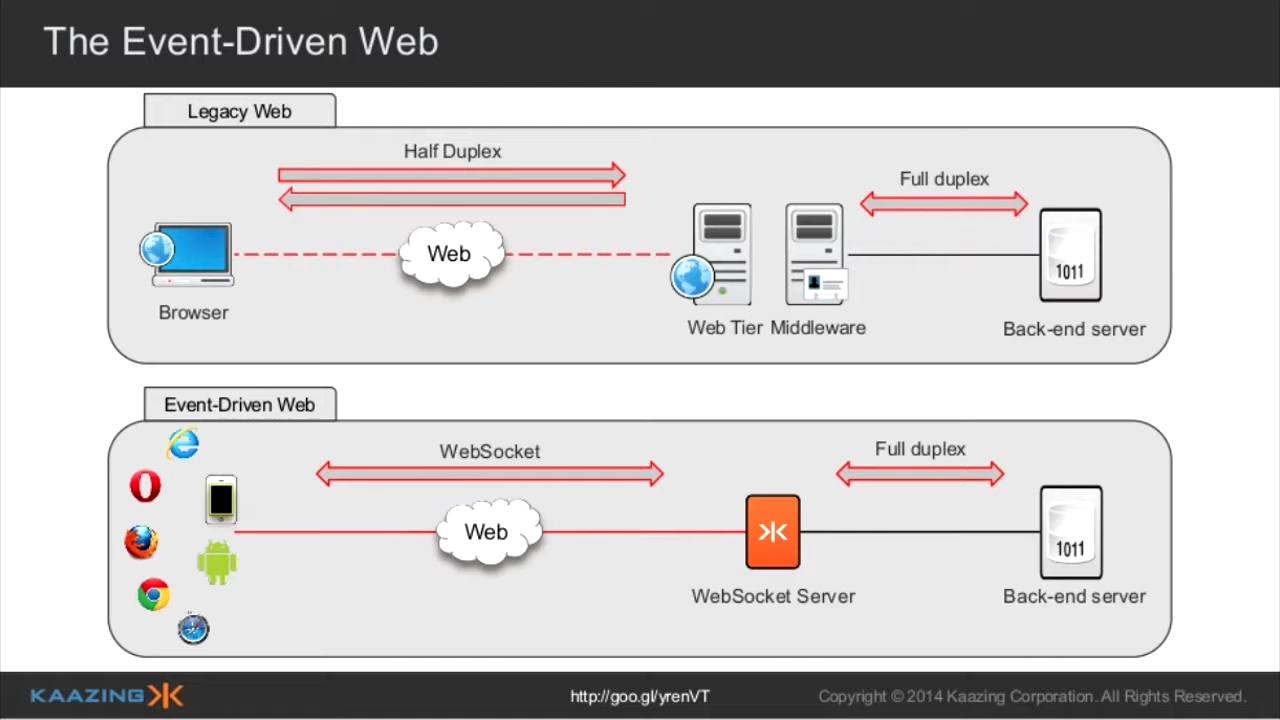 The Event-Driven Web
Legacy Web
Half Duplex
Full duplex
Web
1011
Browser
Web Tier Middleware
Back-end server
Event-Driven Web
WebSocket
Full duplex
Web
1011
WebSocket Server
Back-end server
KAAZING
http://goo.gl/yrenVT
Copyright © 2014 Kaazing Corporation. All Rights Reserved.